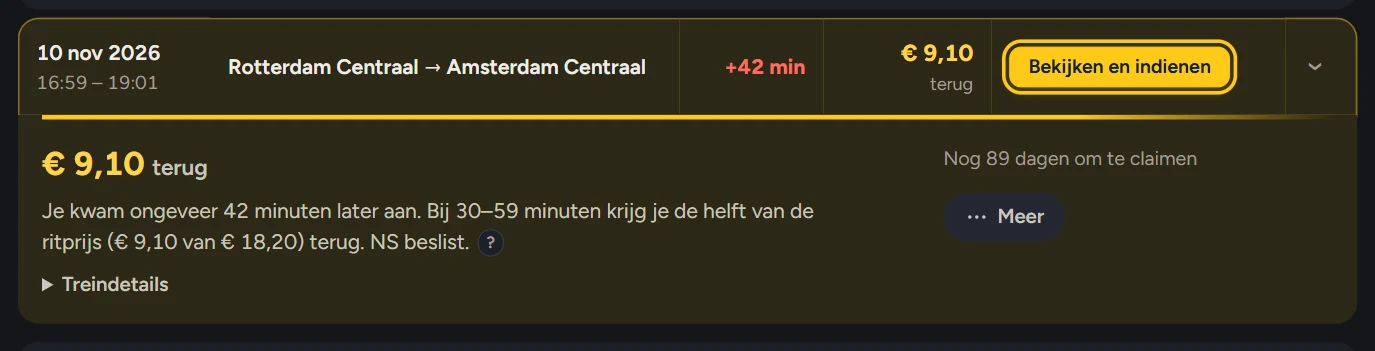 10 nov 2026
16:59 – 19:01
Rotterdam Centraal → Amsterdam Centraal
+42 min
€ 9,10
terug
Bekijken en indienen
€ 9,10 terug
Je kwam ongeveer 42 minuten later aan. Bij 30–59 minuten krijg je de helft van de
ritprijs (€ 9,10 van € 18,20) terug. NS beslist. ?
▶ Treindetails
Nog 89 dagen om te claimen
··· Meer